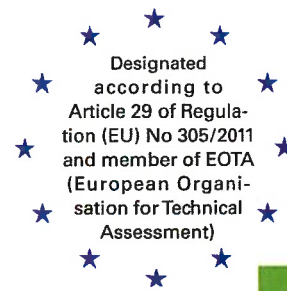 Designated
according to
Article 29 of Regula-
tion (EU) No 305/2011
and member of EOTA
(European Organi-
sation for Technical
Assessment)